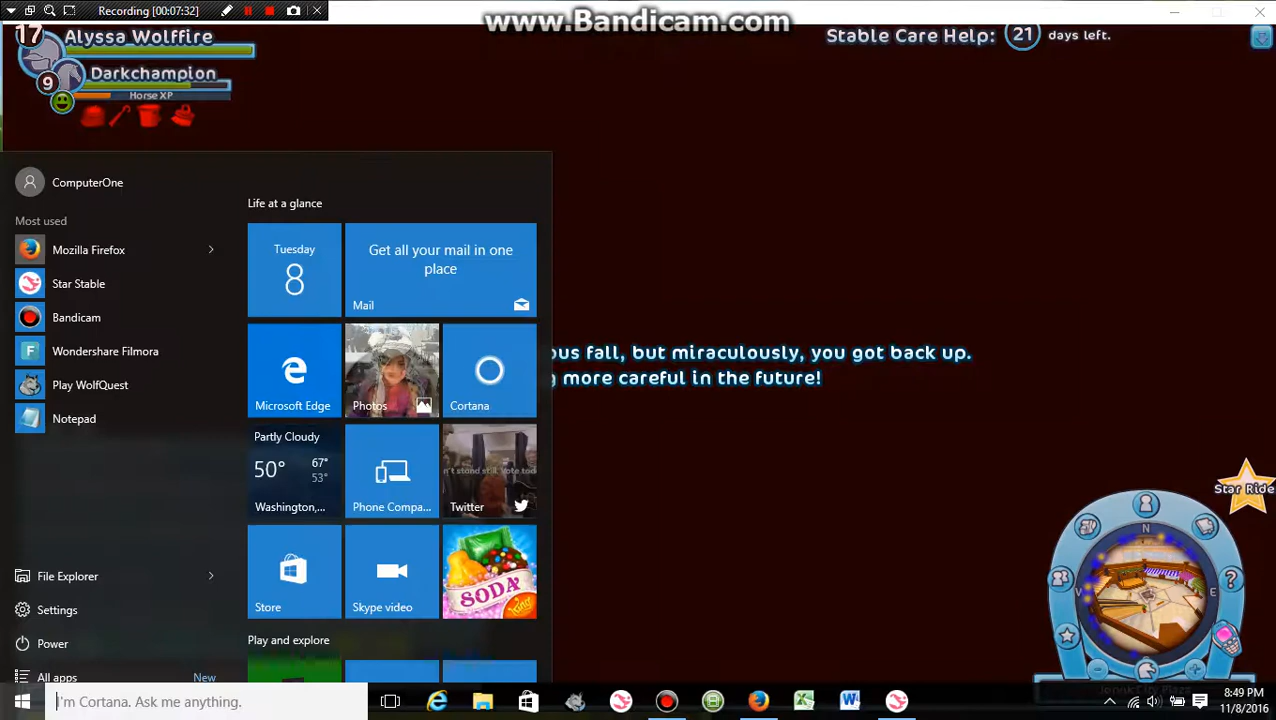 Recording [00:07:32]
www.Bandicam.com
17
Alyssa Wolffire
Stable Care Help: 21 days left.
9
Darkchampion
Horse XP
ComputerOne
Most used
Mozilla Firefox
Star Stable
Bandicam
Wondershare Filmora
Play WolfQuest
Notepad
File Explorer
Settings
Power
All apps New
Life at a glance
Tuesday
8
Get all your mail in one
place
Mail
Microsoft Edge
Photos
Cortana
Partly Cloudy
50° 67°
53°
Washington,...
Phone Compa...
't stand still. Vote tod
Twitter
Store
Skype video
SODA
King
Play and explore
ous fall, but miraculously, you got back up.
g more careful in the future!
Star Ride
N
V E
?
I'm Cortana. Ask me anything.
8:49 PM
11/8/2016